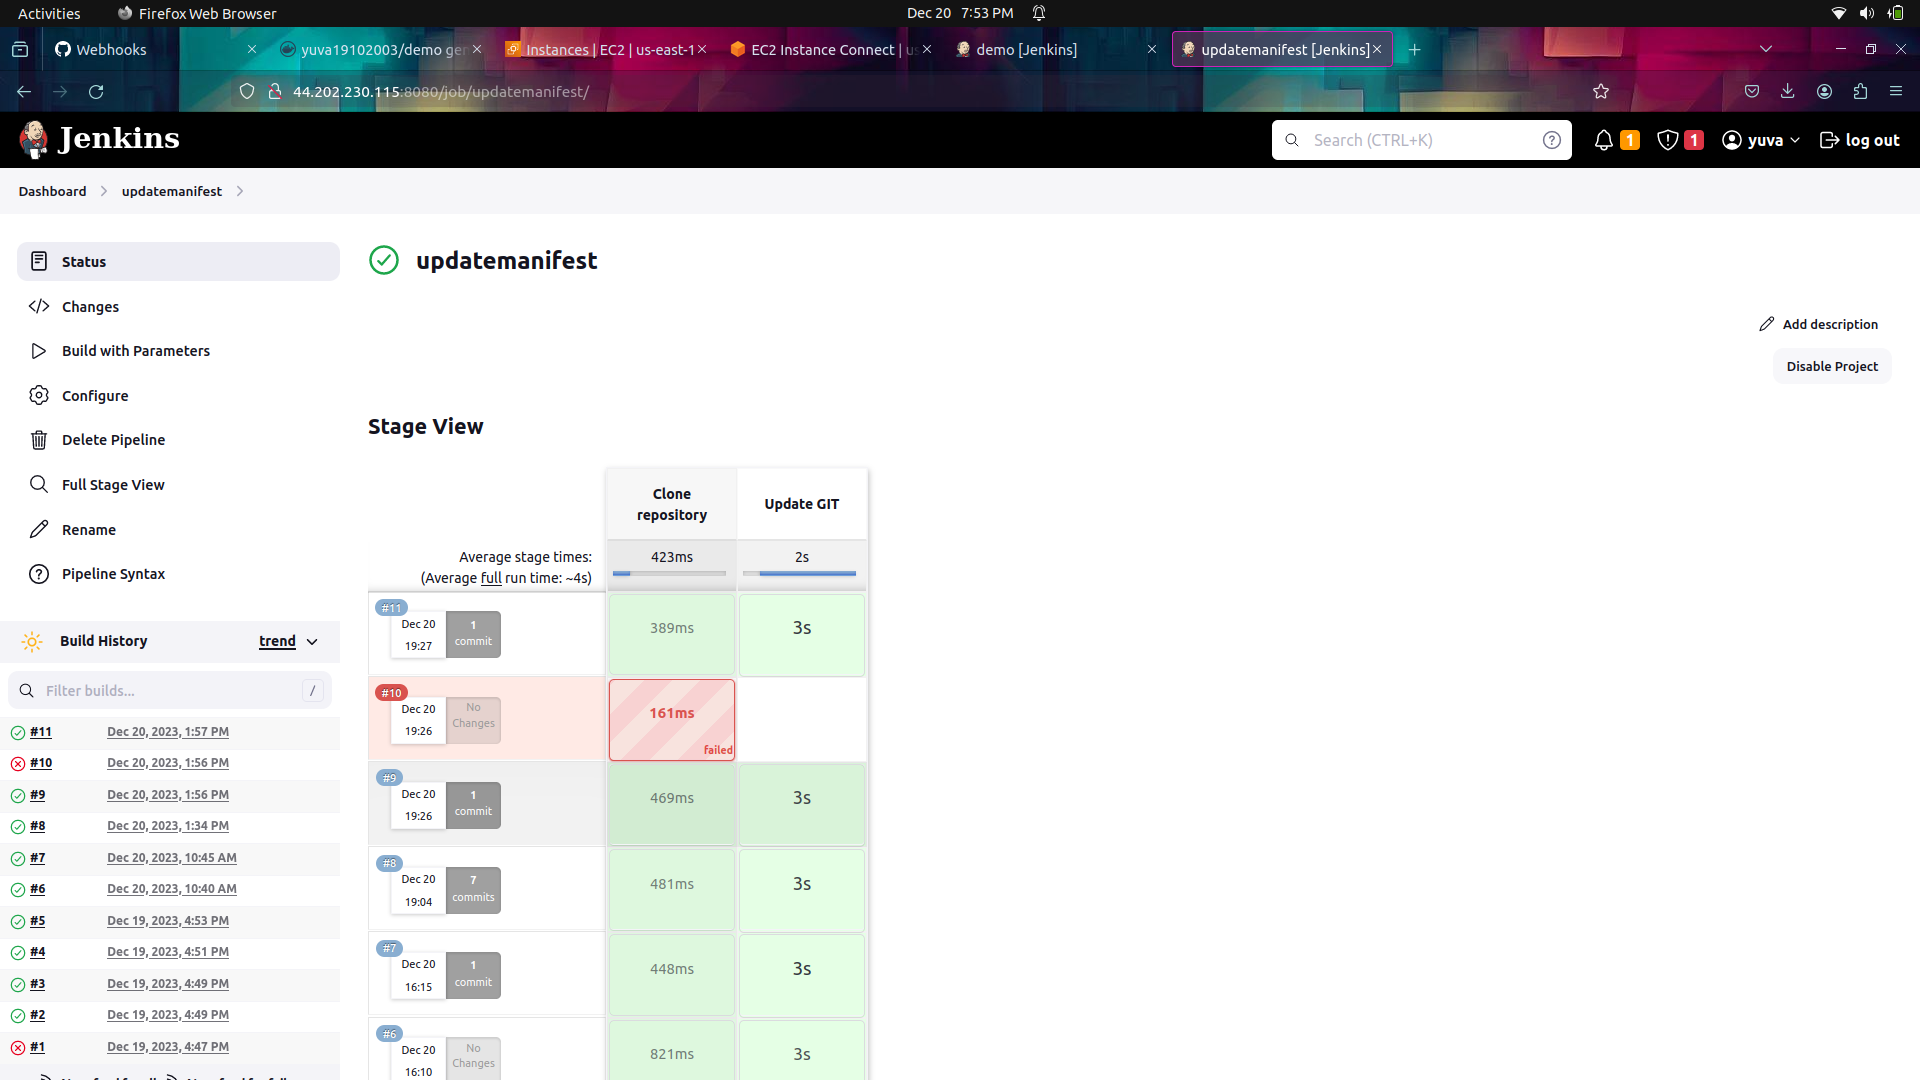 Activities
Firefox Web Browser
Dec 20 7:53 PM
Webhooks
yuva19102003/demo
Instances | EC2 | us-east-1
EC2 Instance Connect |
demo [Jenkins]
updatemanifest [Jenkins]
44.202.230.115:8080/job/updatemanifest/
Jenkins
Search (CTRL+K)
1
1
yuva
log out
Dashboard
updatemanifest
Status
Changes
Build with Parameters
Configure
Delete Pipeline
Full Stage View
Rename
Pipeline Syntax
Build History
trend
Filter builds...
/
#11 Dec 20, 2023, 1:57 PM
#10 Dec 20, 2023, 1:56 PM
#9 Dec 20, 2023, 1:56 PM
#8 Dec 20, 2023, 1:34 PM
#7 Dec 20, 2023, 10:45 AM
#6 Dec 20, 2023, 10:40 AM
#5 Dec 19, 2023, 4:53 PM
#4 Dec 19, 2023, 4:51 PM
#3 Dec 19, 2023, 4:49 PM
#2 Dec 19, 2023, 4:49 PM
#1 Dec 19, 2023, 4:47 PM
updatemanifest
Add description
Disable Project
Stage View
Clone
repository
Update GIT
Average stage times:
(Average full run time: ~4s)
423ms
2s
#11
Dec 20
19:27
1
commit
389ms
3s
#10
Dec 20
19:26
No
Changes
161ms
failed
#9
Dec 20
19:26
1
commit
469ms
3s
#8
Dec 20
19:04
7
commits
481ms
3s
#7
Dec 20
16:15
1
commit
448ms
3s
#6
Dec 20
16:10
No
Changes
821ms
3s